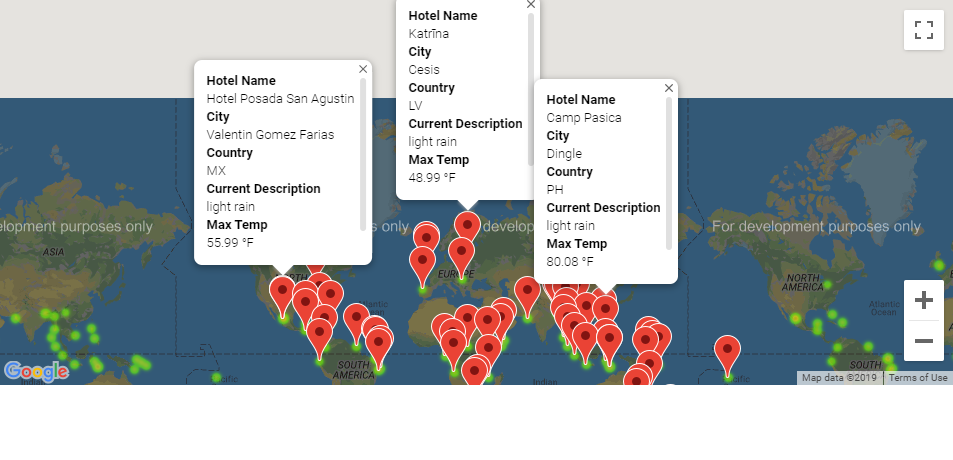 Hotel Name
Katrīna
City
Cesis
Country
LV
Current Description
light rain
Max Temp
48.99 °F
Hotel Name
Hotel Posada San Agustin
City
Valentin Gomez Farias
Country
MX
Current Description
light rain
Max Temp
55.99 °F
Hotel Name
Camp Pasica
City
Dingle
Country
PH
Current Description
light rain
Max Temp
80.08 °F
purposes only
For development purposes only
ASIA
EUROPE
NORTH
AMERICA
Atlantic
Ocean
SOUTH
AMERICA
Indian
Pacific
SOUTH
AMERICA
Google
Map data ©2019
Terms of Use